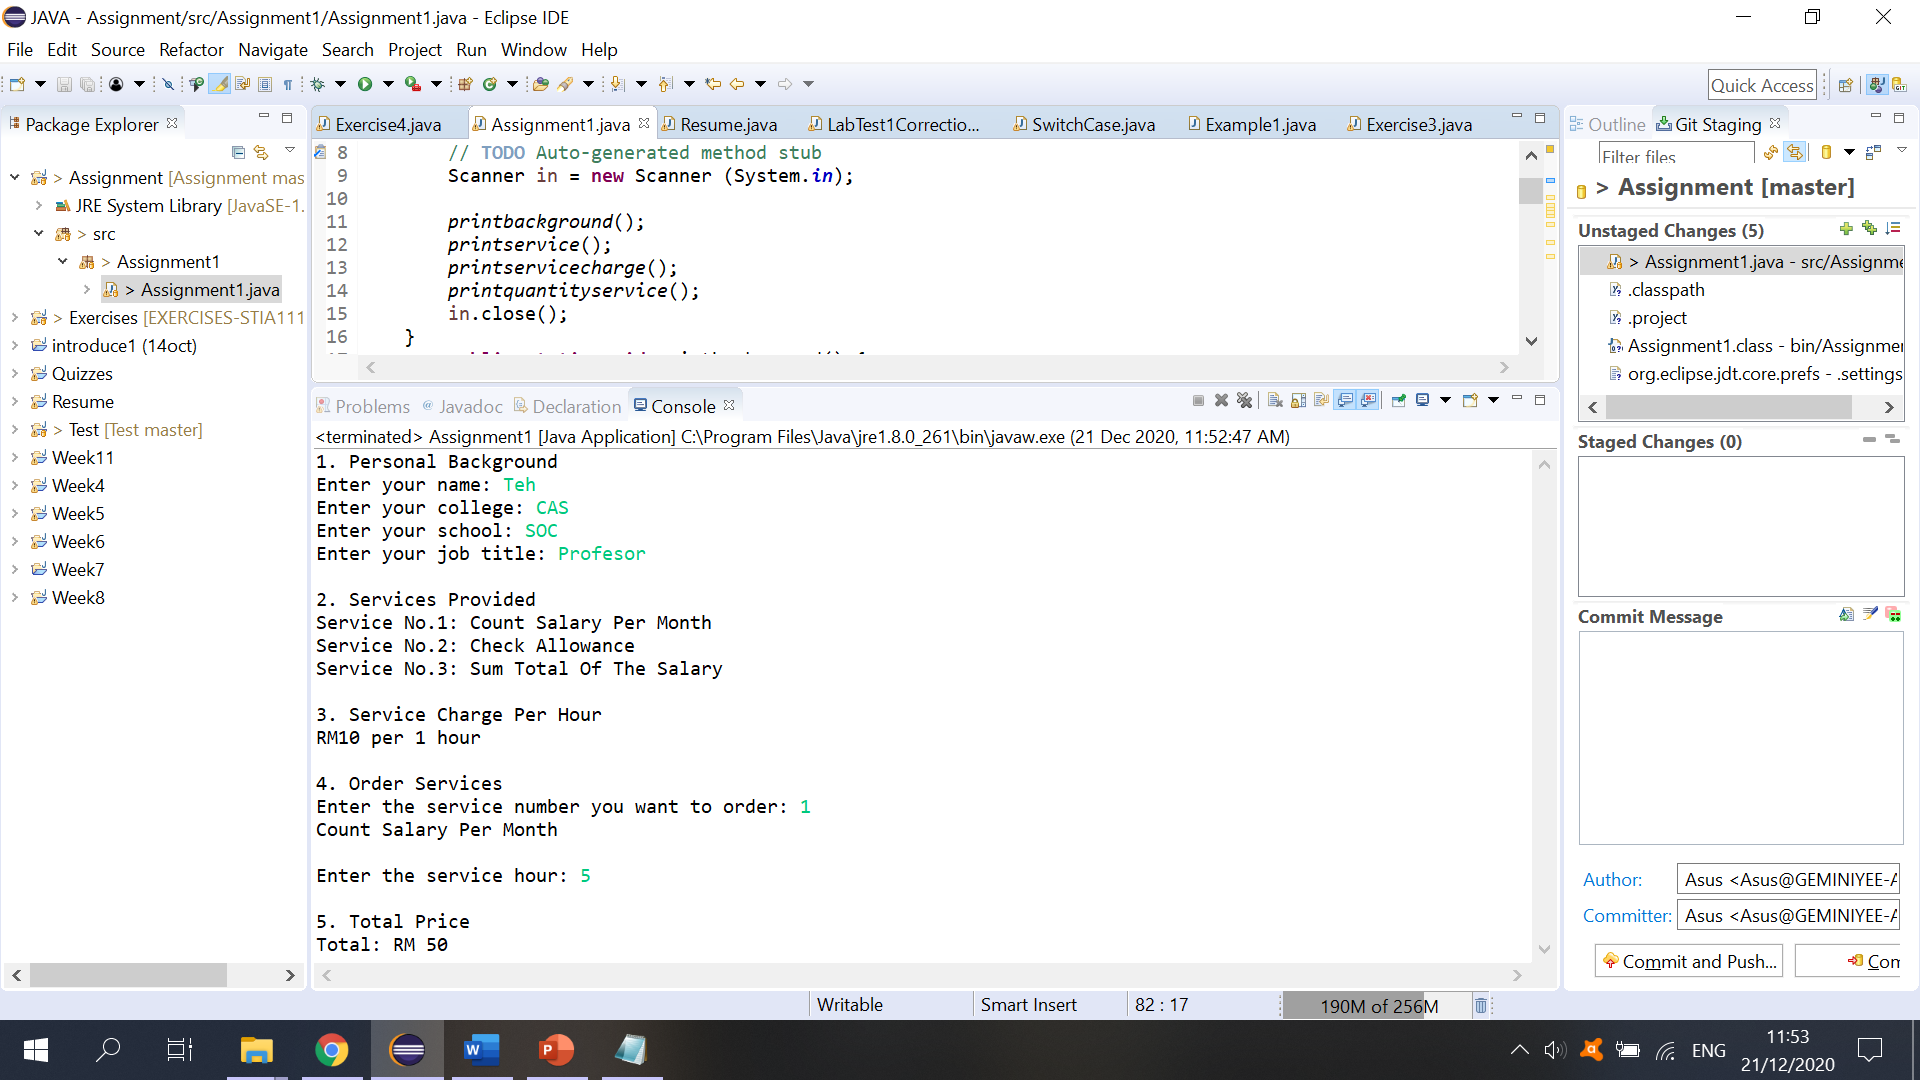 JAVA - Assignment/src/Assignment1/Assignment1.java - Eclipse IDE
File Edit Source Refactor Navigate Search Project Run Window Help
Quick Access
Package Explorer
> Assignment [Assignment mas
JRE System Library [JavaSE-1.
> src
> Assignment1
> Assignment1.java
> Exercises [EXERCISES-STIA111
introduce1 (14oct)
Quizzes
Resume
> Test [Test master]
Week11
Week4
Week5
Week6
Week7
Week8
Exercise4.java Assignment1.java Resume.java LabTest1Correctio... SwitchCase.java Example1.java Exercise3.java
8 // TODO Auto-generated method stub
9 Scanner in = new Scanner (System.in);
10
11 printbackground();
12 printservice();
13 printservicecharge();
14 printquantityservice();
15 in.close();
16 }
Problems @ Javadoc Declaration Console
<terminated> Assignment1 [Java Application] C:\Program Files\Java\jre1.8.0_261\bin\javaw.exe (21 Dec 2020, 11:52:47 AM)
1. Personal Background
Enter your name: Teh
Enter your college: CAS
Enter your school: SOC
Enter your job title: Profesor
2. Services Provided
Service No.1: Count Salary Per Month
Service No.2: Check Allowance
Service No.3: Sum Total Of The Salary
3. Service Charge Per Hour
RM10 per 1 hour
4. Order Services
Enter the service number you want to order: 1
Count Salary Per Month
Enter the service hour: 5
5. Total Price
Total: RM 50
Outline Git Staging
Filter files
> Assignment [master]
Unstaged Changes (5)
> Assignment1.java - src/Assignme
.classpath
.project
Assignment1.class - bin/Assignmer
org.eclipse.jdt.core.prefs - .settings
Staged Changes (0)
Commit Message
Author: Asus <Asus@GEMINIYEE-A
Committer: Asus <Asus@GEMINIYEE-A
Commit and Push... Com
Writable Smart Insert 82 : 17 190M of 256M
ENG 11:53
21/12/2020